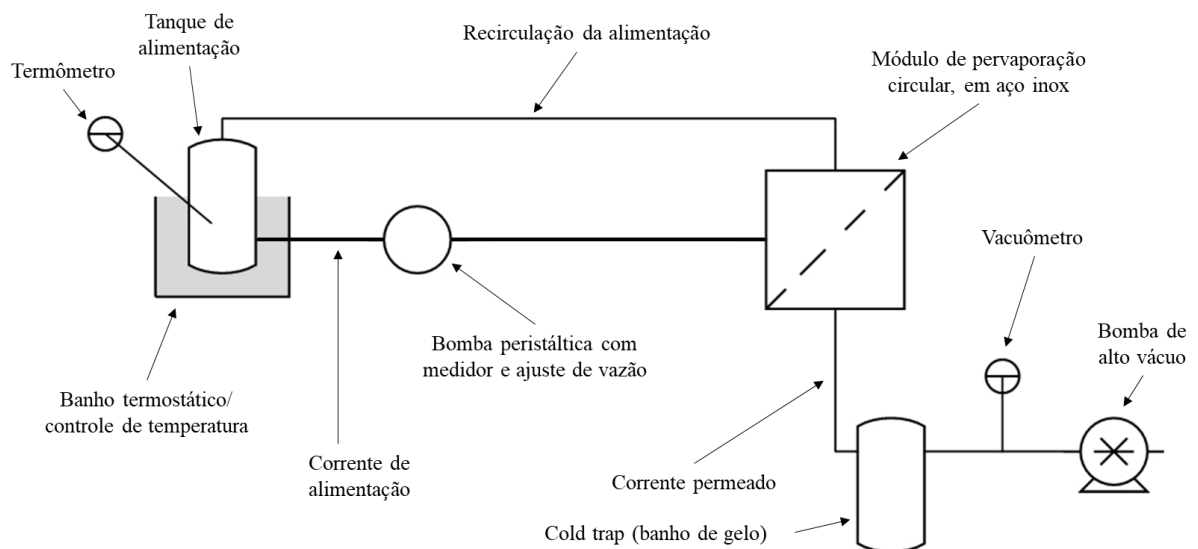 Tanque de
alimentação
Termômetro
Recirculação da alimentação
Módulo de pervaporação
circular, em aço inox
Vacuômetro
Bomba de
alto vácuo
Bomba peristáltica com
medidor e ajuste de vazão
Banho termostático/
controle de temperatura
Corrente de
alimentação
Corrente permeado
Cold trap (banho de gelo)